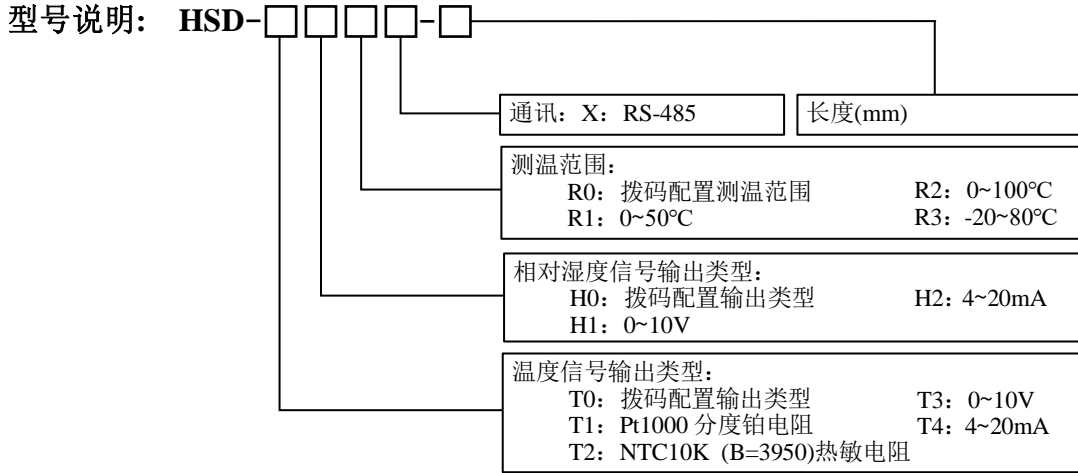 型号说明: HSD-□□□□-□
通讯：X：RS-485
长度(mm)
测温范围：
R0：拨码配置测温范围 R2：0~100℃
R1：0~50℃ R3：-20~80℃
相对湿度信号输出类型：
H0：拨码配置输出类型 H2：4~20mA
H1：0~10V
温度信号输出类型：
T0：拨码配置输出类型 T3：0~10V
T1：Pt1000 分度铂电阻 T4：4~20mA
T2：NTC10K (B=3950)热敏电阻